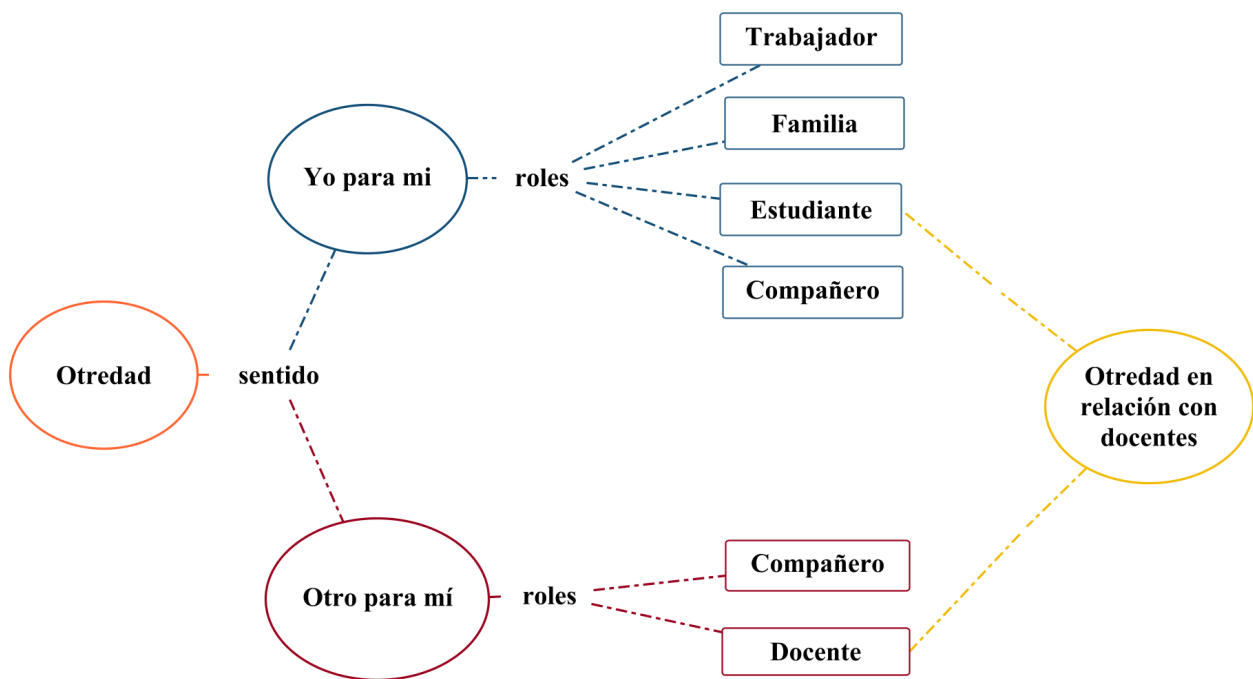 Otredad
sentido
Yo para mi
roles
Trabajador
Familia
Estudiante
Compañero
Otro para mí
roles
Compañero
Docente
Otredad en
relación con
docentes